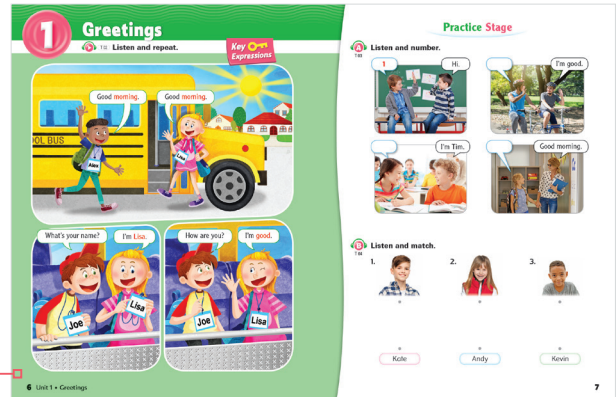 1
Greetings
1 02 Listen and repeat.
Key
Expressions
Good morning.
Good morning.
OOL BUS
Alex
Lisa
What's your name?
I'm Lisa.
Joe
Lisa
How are you?
I'm good.
Joe
Lisa
6 Unit 1 • Greetings
Practice Stage
A Listen and number.
1
Hi.
I'm good.
I'm Tim.
Good morning.
B Listen and match.
1.
2.
3.
Kate
Andy
Kevin
7